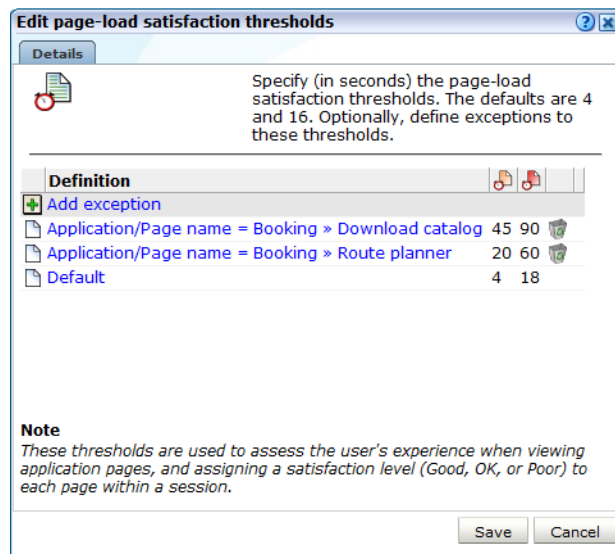 Edit page-load satisfaction thresholds
Details
Specify (in seconds) the page-load
satisfaction thresholds. The defaults are 4
and 16. Optionally, define exceptions to
these thresholds.
Definition
Add exception
Application/Page name = Booking » Download catalog 45 90
Application/Page name = Booking » Route planner 20 60
Default 4 18
Note
These thresholds are used to assess the user's experience when viewing
application pages, and assigning a satisfaction level (Good, OK, or Poor) to
each page within a session.
Save Cancel